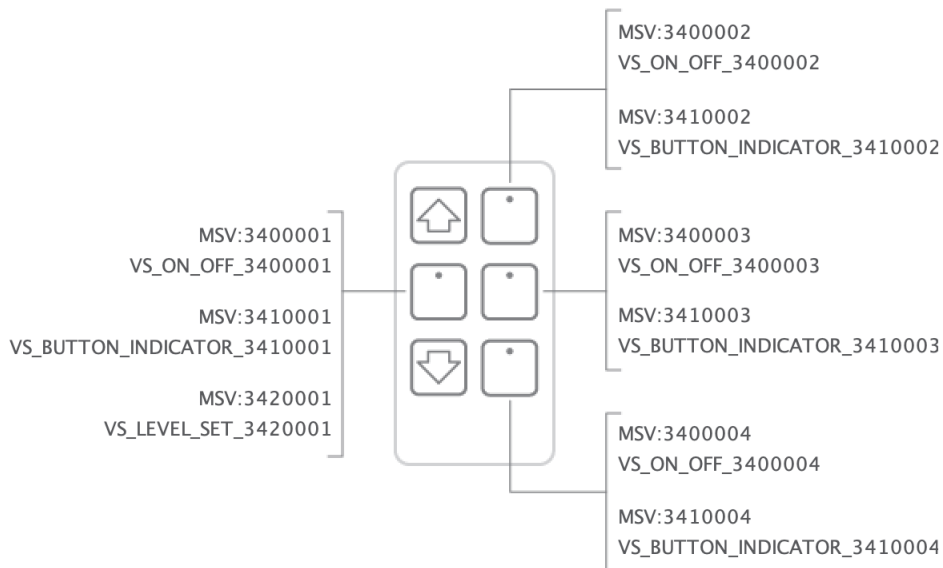 MSV:3400002
VS_ON_OFF_3400002
MSV:3410002
VS_BUTTON_INDICATOR_3410002
MSV:3400001
VS_ON_OFF_3400001
MSV:3410001
VS_BUTTON_INDICATOR_3410001
MSV:3420001
VS_LEVEL_SET_3420001
MSV:3400003
VS_ON_OFF_3400003
MSV:3410003
VS_BUTTON_INDICATOR_3410003
MSV:3400004
VS_ON_OFF_3400004
MSV:3410004
VS_BUTTON_INDICATOR_3410004